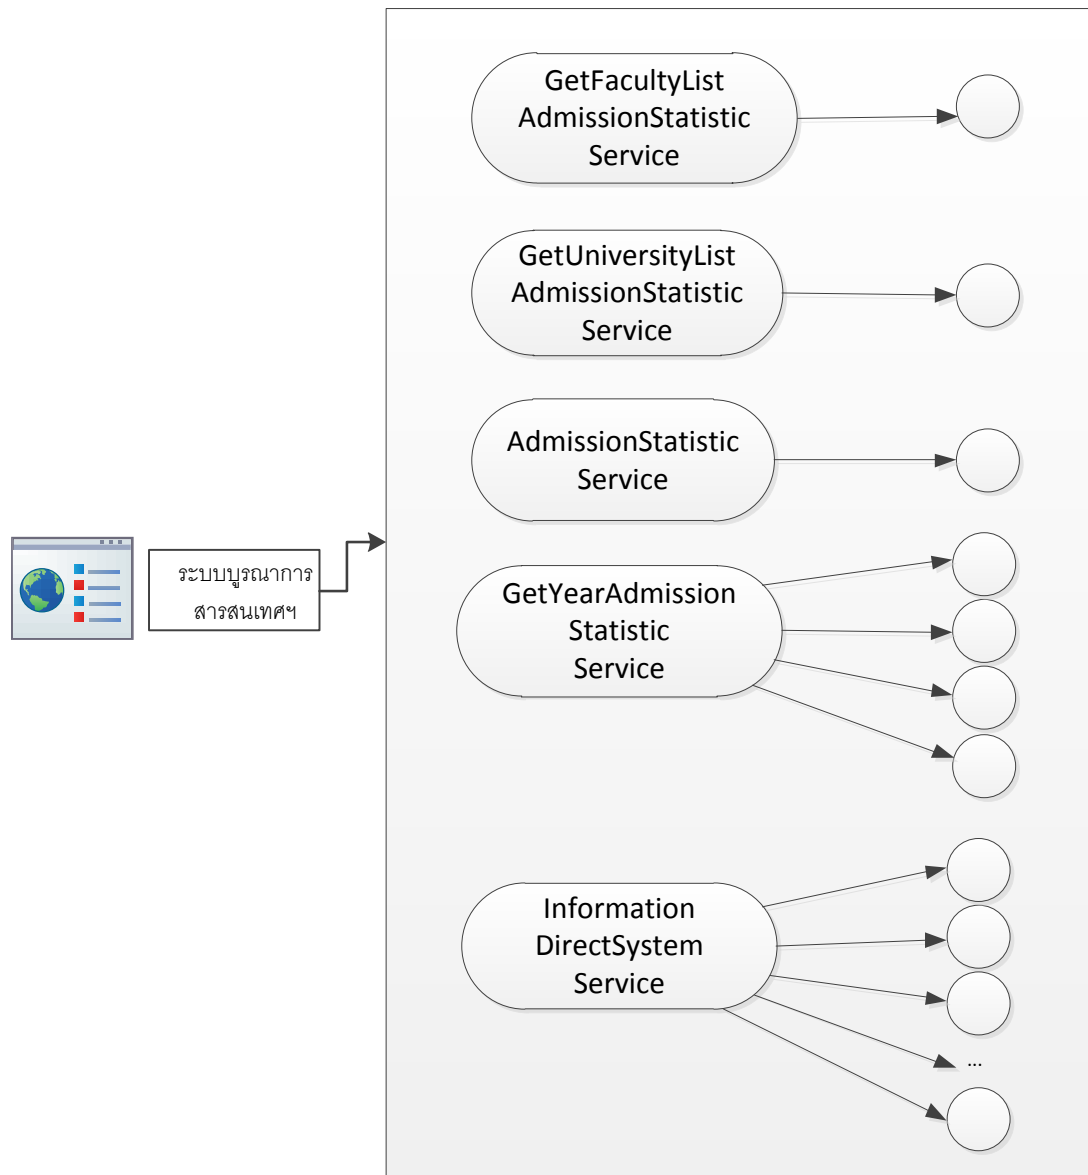 GetFacultyList
AdmissionStatistic
Service
GetUniversityList
AdmissionStatistic
Service
AdmissionStatistic
Service
ระบบบูรณาการ
สารสนเทศฯ
GetYearAdmission
Statistic
Service
Information
DirectSystem
Service
...